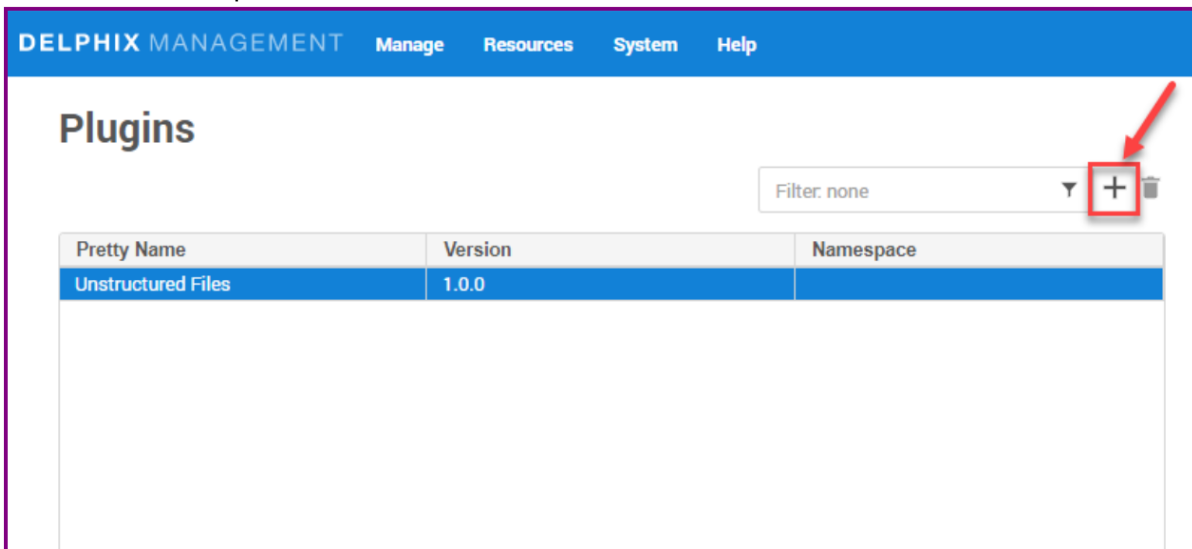 DELPHIX MANAGEMENT Manage Resources System Help
Plugins
Filter: none
Pretty Name Version Namespace
Unstructured Files 1.0.0